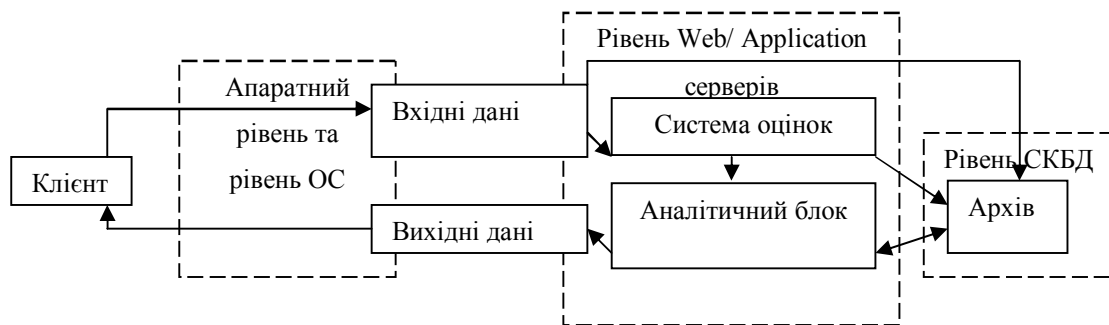 Рівень Web/ Application
серверів
Апаратний
рівень та
рівень ОС
Вхідні дані
Система оцінок
Рівень СКБД
Клієнт
Аналітичний блок
Архів
Вихідні дані